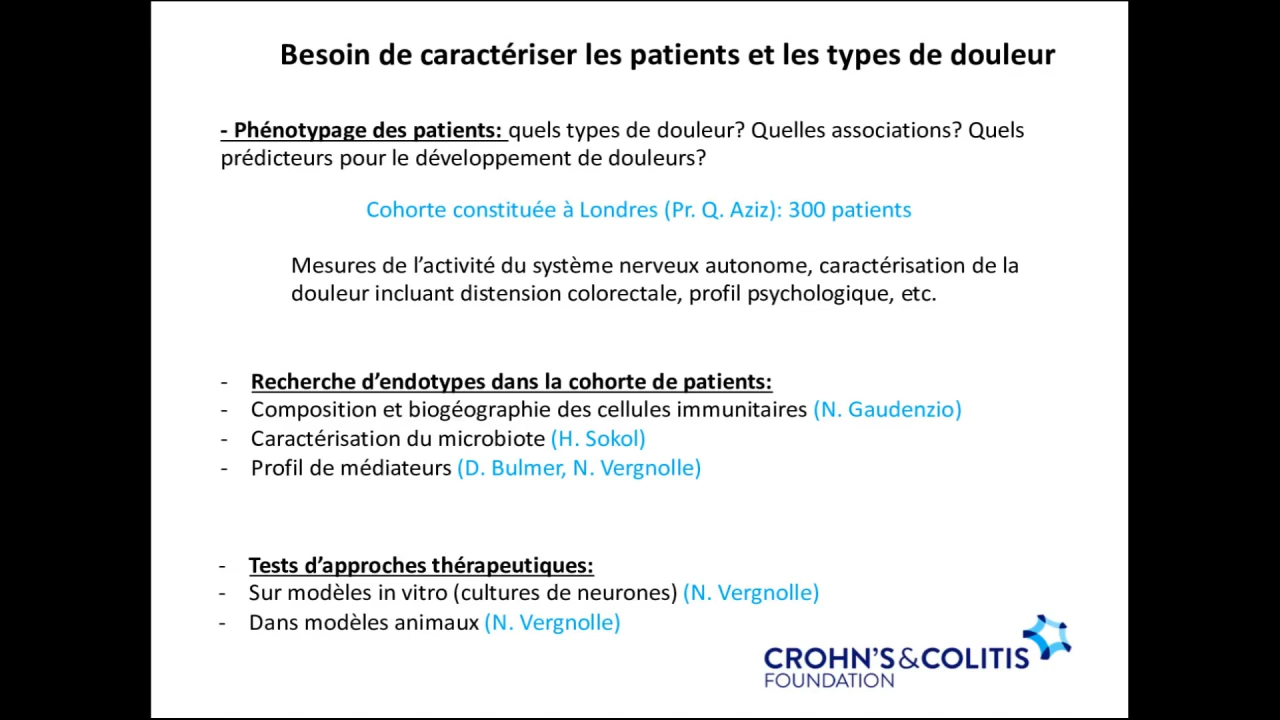 Besoin de caractériser les patients et les types de douleur
- Phénotypage des patients: quels types de douleur? Quelles associations? Quels
prédicteurs pour le développement de douleurs?
Cohorte constituée à Londres (Pr. Q. Aziz): 300 patients
Mesures de l’activité du système nerveux autonome, caractérisation de la
douleur incluant distension colorectale, profil psychologique, etc.
- Recherche d’endotypes dans la cohorte de patients:
- Composition et biogéographie des cellules immunitaires (N. Gaudenzio)
- Caractérisation du microbiote (H. Sokol)
- Profil de médiateurs (D. Bulmer, N. Vergnolle)
- Tests d’approches thérapeutiques:
- Sur modèles in vitro (cultures de neurones) (N. Vergnolle)
- Dans modèles animaux (N. Vergnolle)
CROHN’S&COLITIS
FOUNDATION